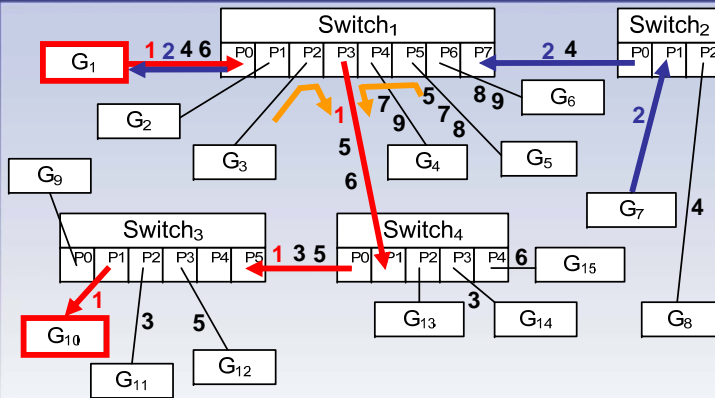 Switch1 Switch2
1 2 4 6 P0 P1 P2 P3 P4 P5 P6 P7 2 4 P0 P1 P2
G1
G2 1 7 5 8 9 G6
9 7
G3 5 8 G4 G5 2
G9 6
G7 4
Switch3 Switch4
P0 P1 P2 P3 P4 P5 1 3 5 P0 P1 P2 P3 P4 6
G15
1 3 5 G13 3 G14 G8
G10
G11 G12